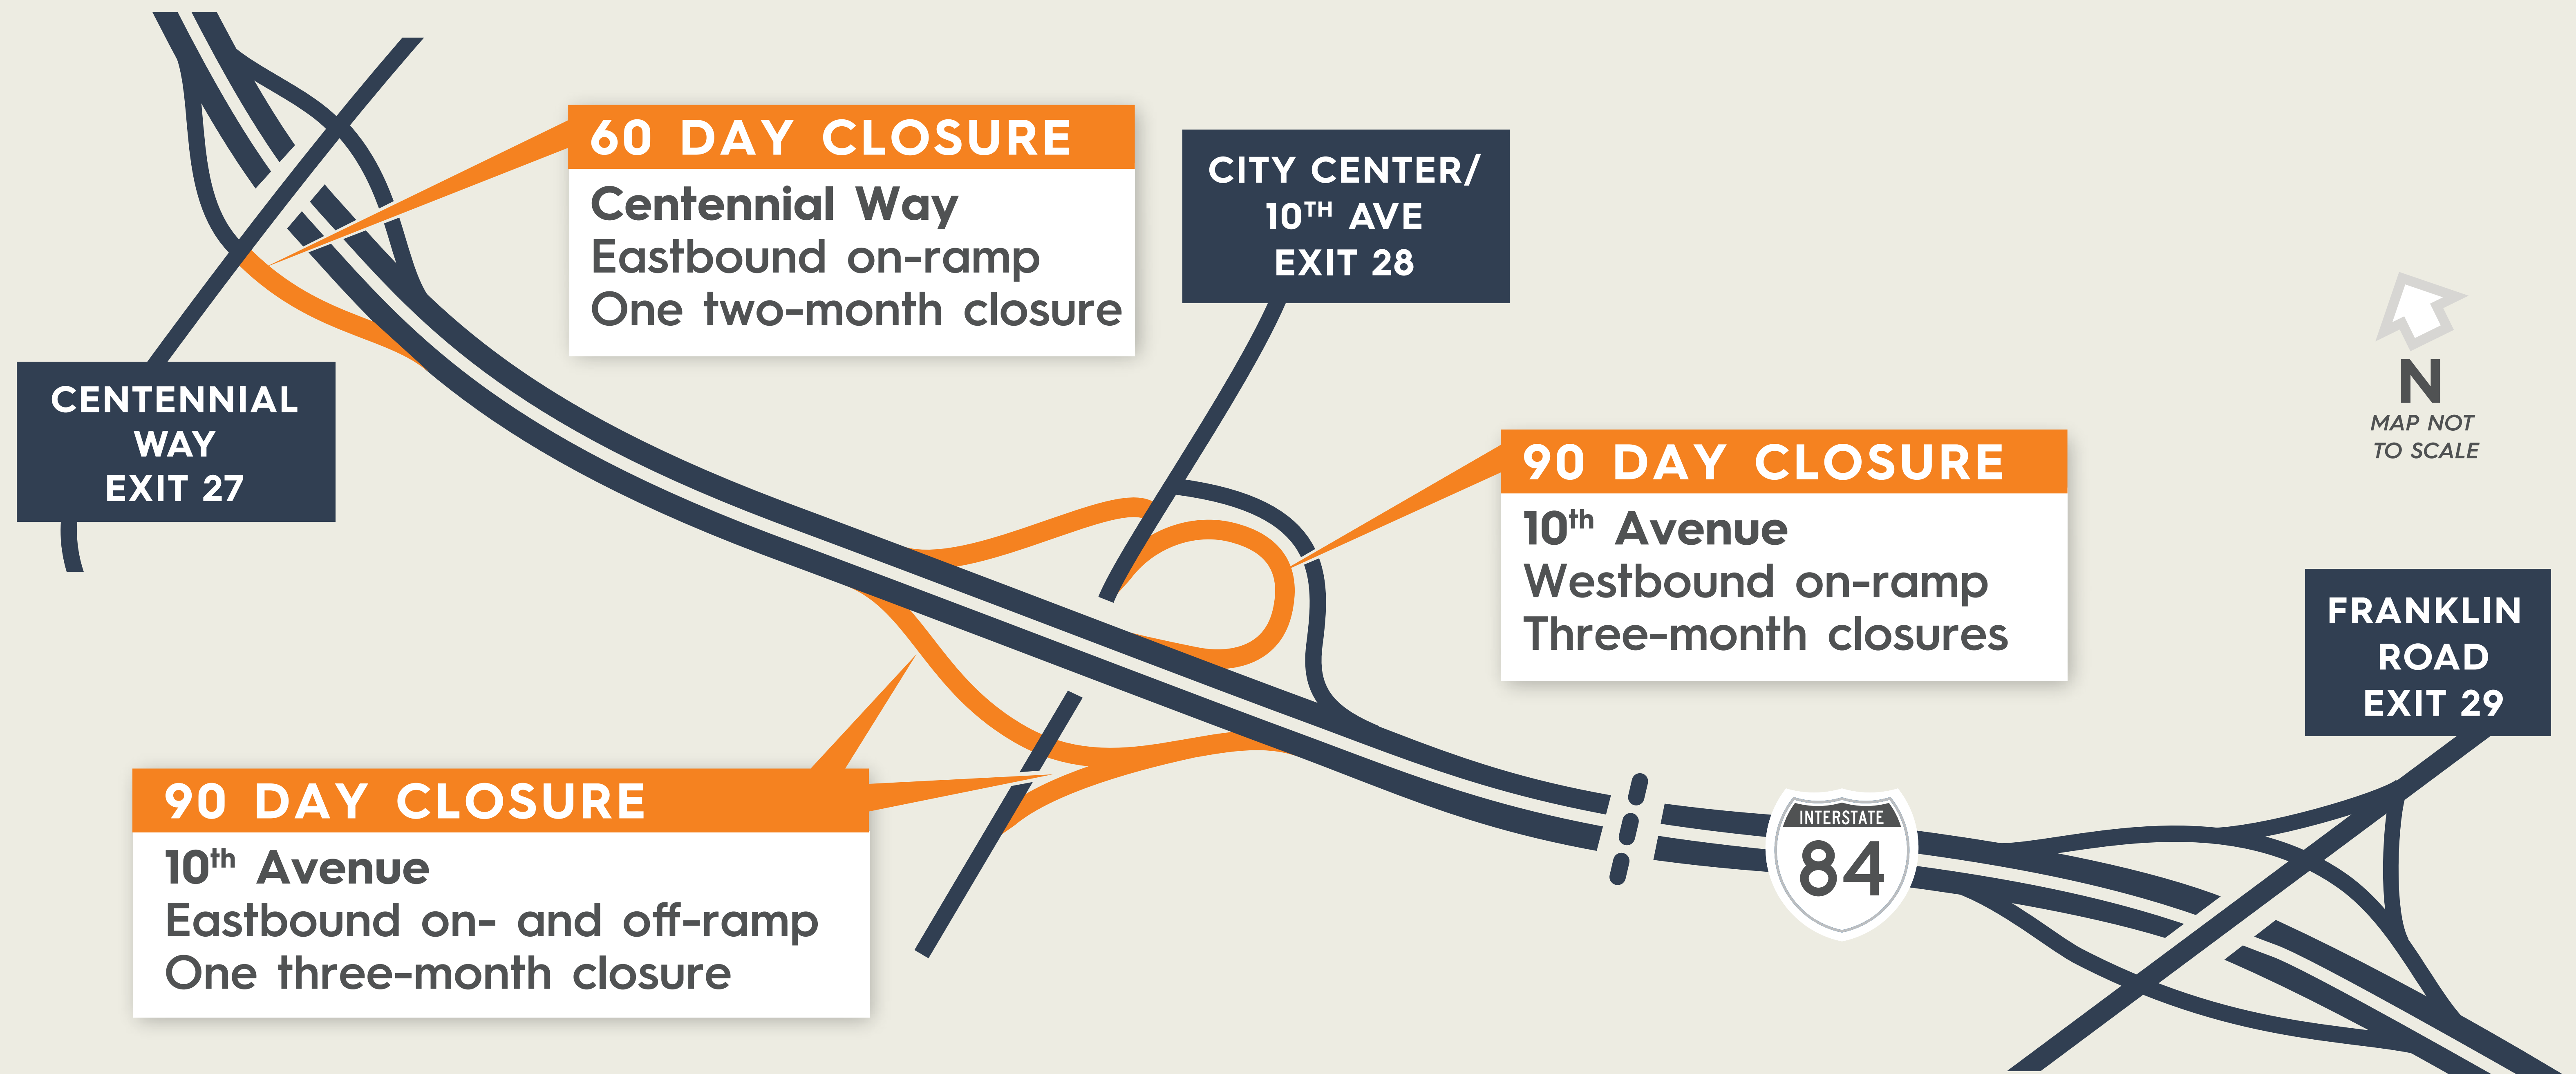 60 DAY CLOSURE
Centennial Way
Eastbound on-ramp
One two-month closure
CITY CENTER/
10TH AVE
EXIT 28
CENTENNIAL
WAY
EXIT 27
N
MAP NOT
TO SCALE
90 DAY CLOSURE
10th Avenue
Westbound on-ramp
Three-month closures
FRANKLIN
ROAD
EXIT 29
90 DAY CLOSURE
10th Avenue
Eastbound on- and off-ramp
One three-month closure
INTERSTATE
84